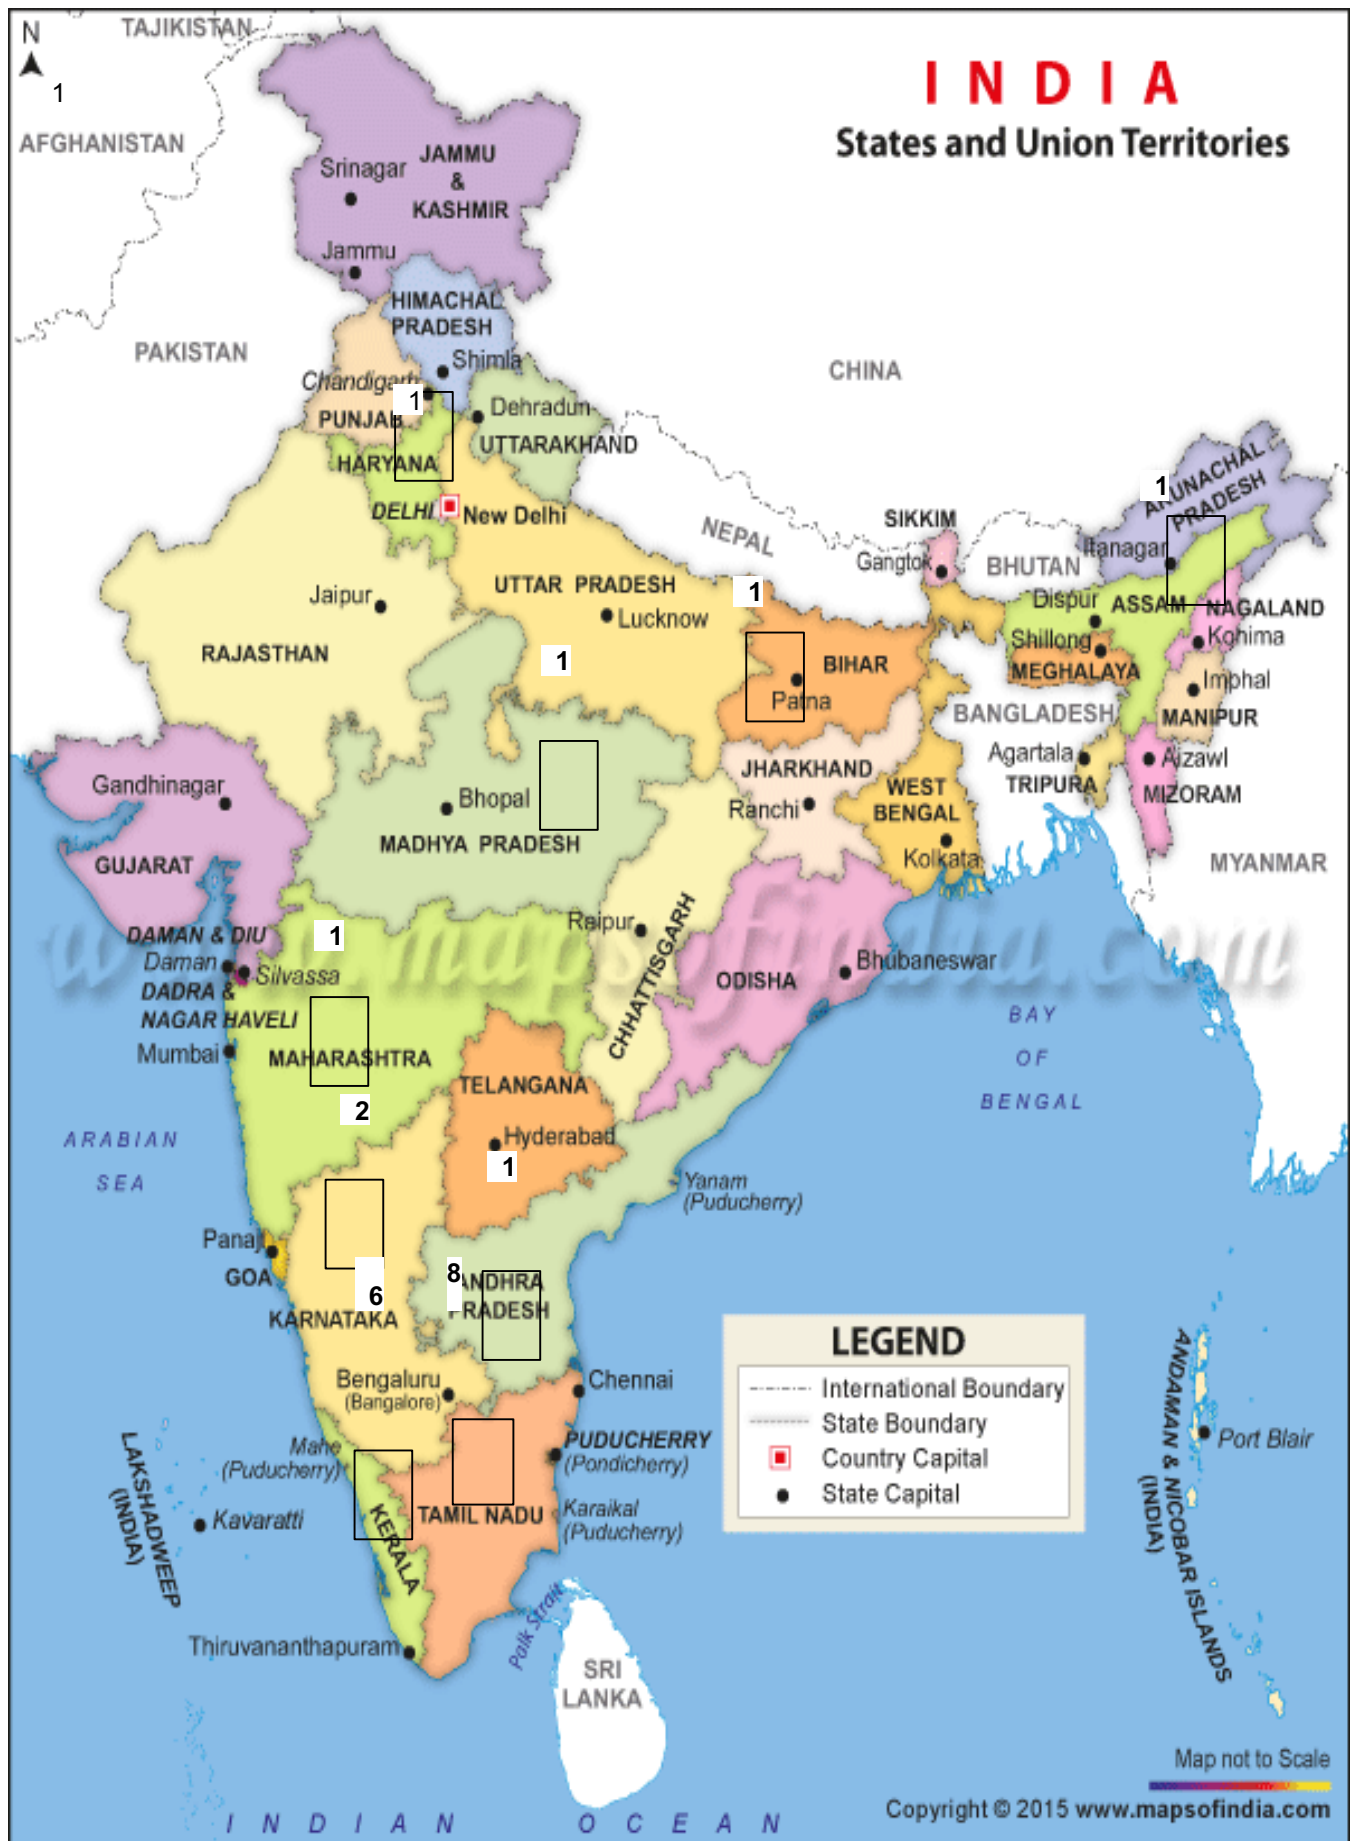 N
1
TAJIKISTAN
AFGHANISTAN
INDIA
States and Union Territories
JAMMU
&
KASHMIR
Srinagar
Jammu
HIMACHAL
PRADESH
Shimla
PAKISTAN
CHINA
Chandigarh
1
PUNJAB
Dehradun
UTTARAKHAND
HARYANA
DELHI
New Delhi
NEPAL
SIKKIM
Gangtok
BHUTAN
1
ARUNACHAL
PRADESH
Itanagar
Dispur
ASSAM
NAGALAND
Kohima
Shillong
MEGHALAYA
Imphal
MANIPUR
BANGLADESH
Agartala
TRIPURA
Aizawl
MIZORAM
MYANMAR
Jaipur
RAJASTHAN
UTTAR PRADESH
Lucknow
1
1
BIHAR
Patna
JHARKHAND
Ranchi
WEST
BENGAL
Kolkata
Gandhinagar
GUJARAT
Bhopal
MADHYA PRADESH
Raipur
CHHATTISGARH
ODISHA
Bhubaneswar
www.mapsofindia.com
DAMAN & DIU
Daman
Silvassa
DADRA &
NAGAR HAVELI
Mumbai
1
MAHARASHTRA
2
TELANGANA
Hyderabad
1
Yanam
(Puducherry)
BAY
OF
BENGAL
ARABIAN
SEA
Panaji
GOA
6
KARNATAKA
8
ANDHRA
PRADESH
Bengaluru
(Bangalore)
Chennai
Mahe
(Puducherry)
PUDUCHERRY
(Pondicherry)
KERALA
TAMIL NADU
Karaikal
(Puducherry)
LAKSHADWEEP
(INDIA)
Kavaratti
Thiruvananthapuram
Palk Strait
SRI
LANKA
LEGEND
International Boundary
State Boundary
Country Capital
State Capital
ANDAMAN & NICOBAR ISLANDS
(INDIA)
Port Blair
INDIAN OCEAN
Map not to Scale
Copyright © 2015 www.mapsofindia.com